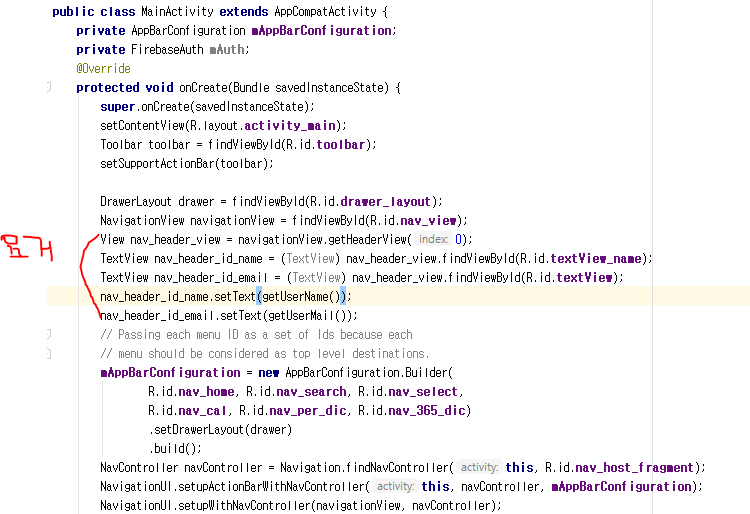 public class MainActivity extends AppCompatActivity {
private AppBarConfiguration mAppBarConfiguration;
private FirebaseAuth mAuth;
@Override
protected void onCreate(Bundle savedInstanceState) {
super.onCreate(savedInstanceState);
setContentView(R.layout.activity_main);
Toolbar toolbar = findViewById(R.id.toolbar);
setSupportActionBar(toolbar);
DrawerLayout drawer = findViewById(R.id.drawer_layout);
NavigationView navigationView = findViewById(R.id.nav_view);
요거
View nav_header_view = navigationView.getHeaderView( index: 0);
TextView nav_header_id_name = (TextView) nav_header_view.findViewById(R.id.textView_name);
TextView nav_header_id_email = (TextView) nav_header_view.findViewById(R.id.textView);
nav_header_id_name.setText(getUserName());
nav_header_id_email.setText(getUserMail());
// Passing each menu ID as a set of Ids because each
// menu should be considered as top level destinations.
mAppBarConfiguration = new AppBarConfiguration.Builder(
R.id.nav_home, R.id.nav_search, R.id.nav_select,
R.id.nav_cal, R.id.nav_per_dic, R.id.nav_365_dic)
.setDrawerLayout(drawer)
.build();
NavController navController = Navigation.findNavController( activity: this, R.id.nav_host_fragment);
NavigationUI.setupActionBarWithNavController( activity: this, navController, mAppBarConfiguration);
NavigationUI.setupWithNavController(navigationView, navController);